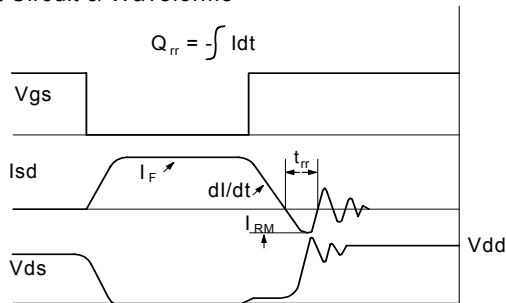 Circuit & Waveforms
Q rr = - ∫ Idt
Vgs
Isd
I F
dI/dt
t rr
I RM
Vds
Vdd